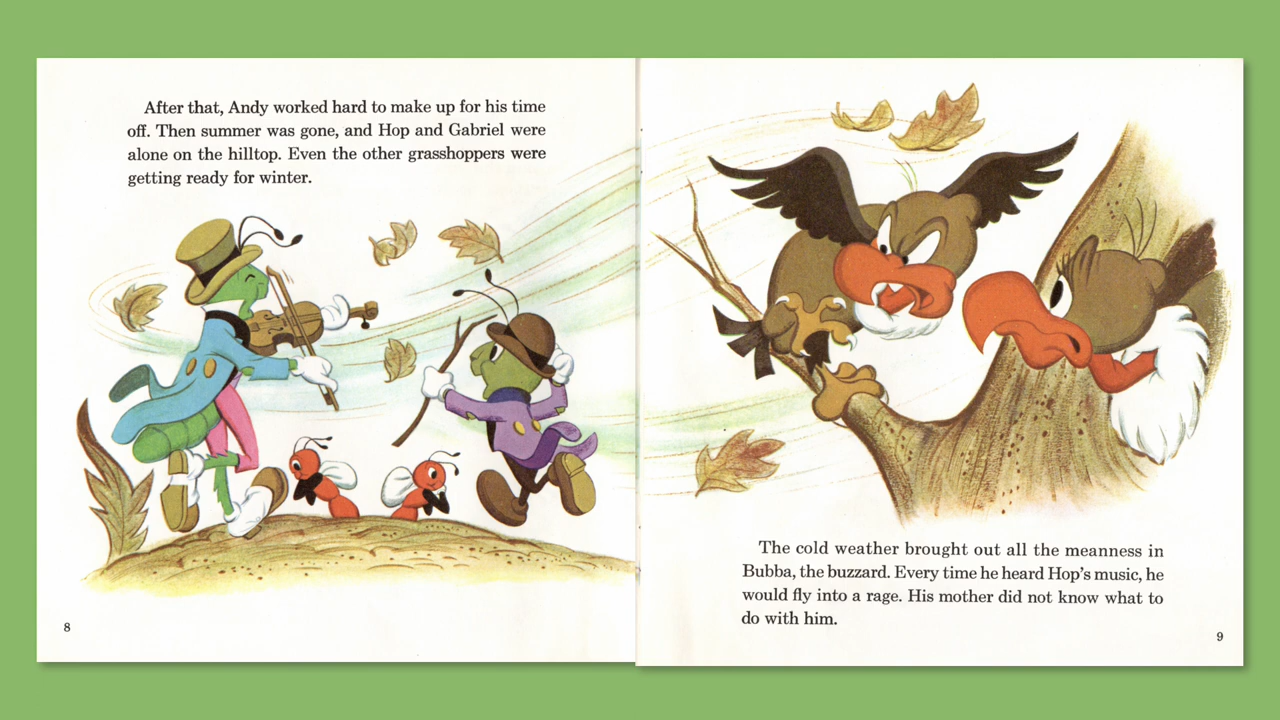 After that, Andy worked hard to make up for his time
off. Then summer was gone, and Hop and Gabriel were
alone on the hilltop. Even the other grasshoppers were
getting ready for winter.
8
The cold weather brought out all the meanness in
Bubba, the buzzard. Every time he heard Hop's music, he
would fly into a rage. His mother did not know what to
do with him.
9